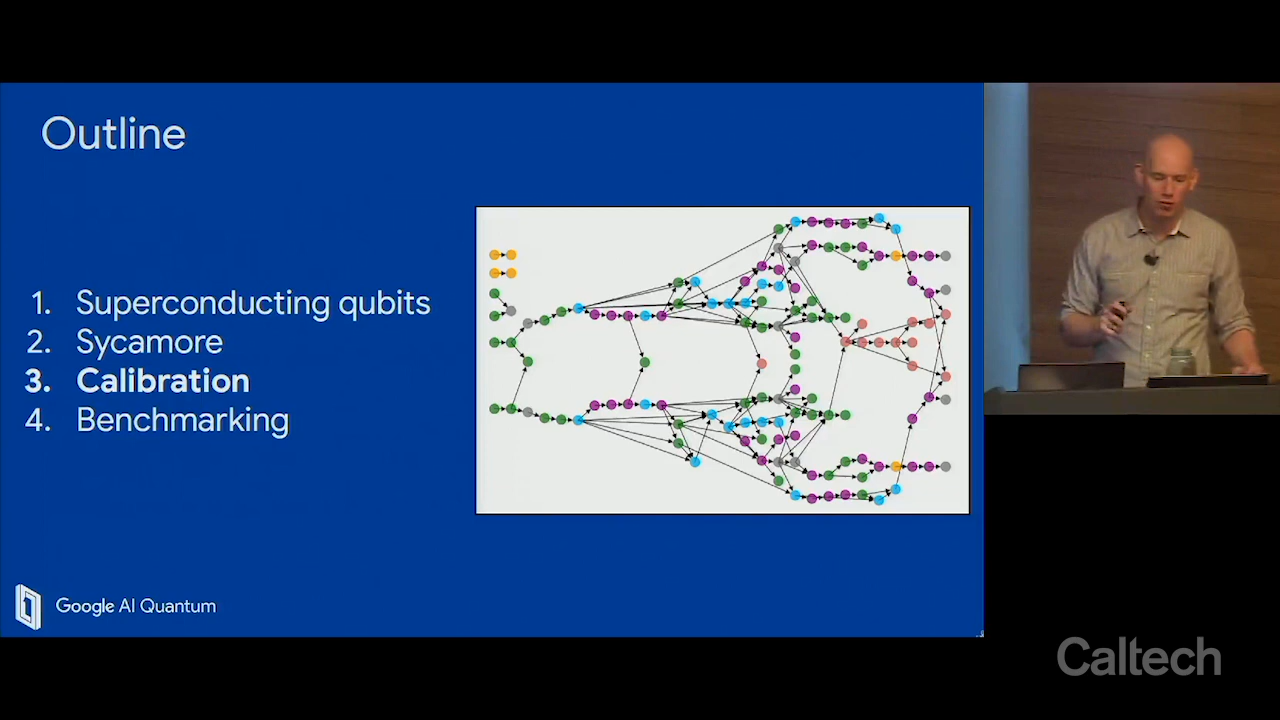 Outline
1. Superconducting qubits
2. Sycamore
3. Calibration
4. Benchmarking
Google AI Quantum
Caltech